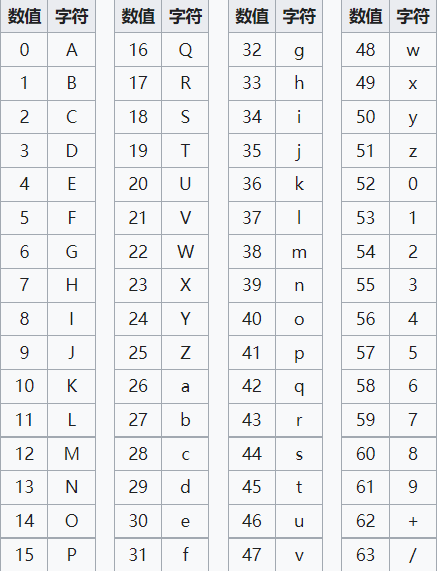 数值 字符 数值 字符 数值 字符 数值 字符
0 A 16 Q 32 g 48 w
1 B 17 R 33 h 49 x
2 C 18 S 34 i 50 y
3 D 19 T 35 j 51 z
4 E 20 U 36 k 52 0
5 F 21 V 37 l 53 1
6 G 22 W 38 m 54 2
7 H 23 X 39 n 55 3
8 I 24 Y 40 o 56 4
9 J 25 Z 41 p 57 5
10 K 26 a 42 q 58 6
11 L 27 b 43 r 59 7
12 M 28 c 44 s 60 8
13 N 29 d 45 t 61 9
14 O 30 e 46 u 62 +
15 P 31 f 47 v 63 /